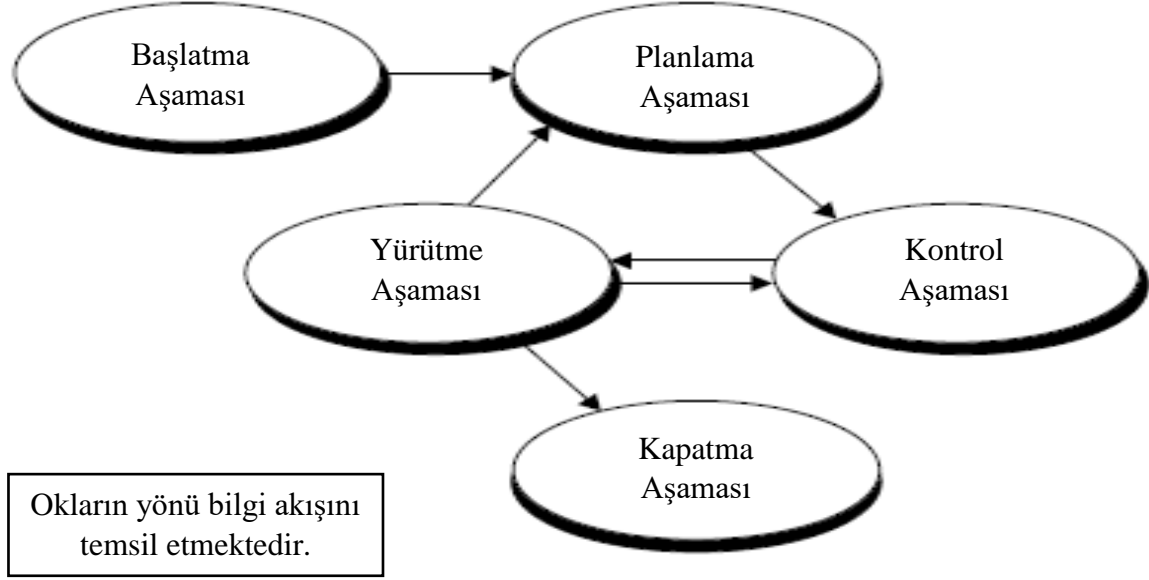 Başlatma
Aşaması
Planlama
Aşaması
Yürütme
Aşaması
Kontrol
Aşaması
Kapatma
Aşaması
Okların yönü bilgi akışını
temsil etmektedir.